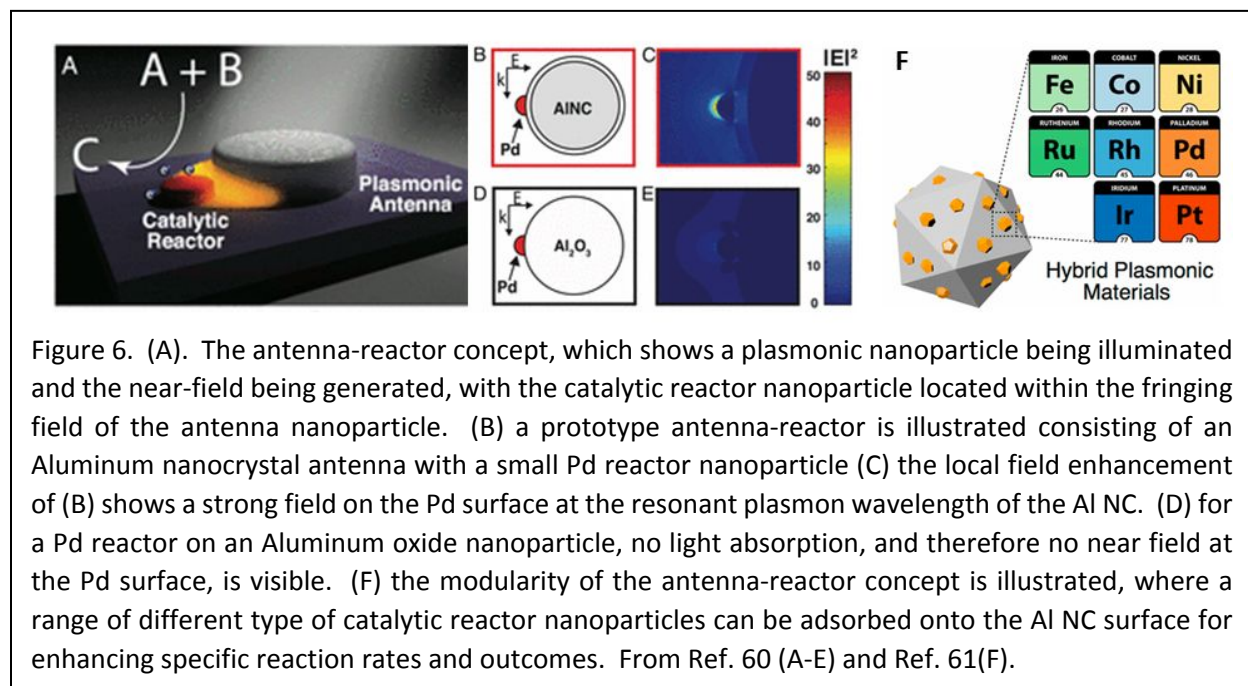 A
A + B
C
Catalytic
Reactor
Plasmonic
Antenna
B
E
k
AlNC
Pd
C
D
E
k
Al₂O₃
Pd
E
|E|²
50
40
30
20
10
0
F
IRON
Fe
26
COBALT
Co
27
NICKEL
Ni
28
RUTHENIUM
Ru
44
RHODIUM
Rh
45
PALLADIUM
Pd
46
IRIDIUM
Ir
77
PLATINUM
Pt
78
Hybrid Plasmonic
Materials
Figure 6. (A). The antenna-reactor concept, which shows a plasmonic nanoparticle being illuminated
and the near-field being generated, with the catalytic reactor nanoparticle located within the fringing
field of the antenna nanoparticle. (B) a prototype antenna-reactor is illustrated consisting of an
Aluminum nanocrystal antenna with a small Pd reactor nanoparticle (C) the local field enhancement
of (B) shows a strong field on the Pd surface at the resonant plasmon wavelength of the Al NC. (D) for
a Pd reactor on an Aluminum oxide nanoparticle, no light absorption, and therefore no near field at
the Pd surface, is visible. (F) the modularity of the antenna-reactor concept is illustrated, where a
range of different type of catalytic reactor nanoparticles can be adsorbed onto the Al NC surface for
enhancing specific reaction rates and outcomes. From Ref. 60 (A-E) and Ref. 61(F).